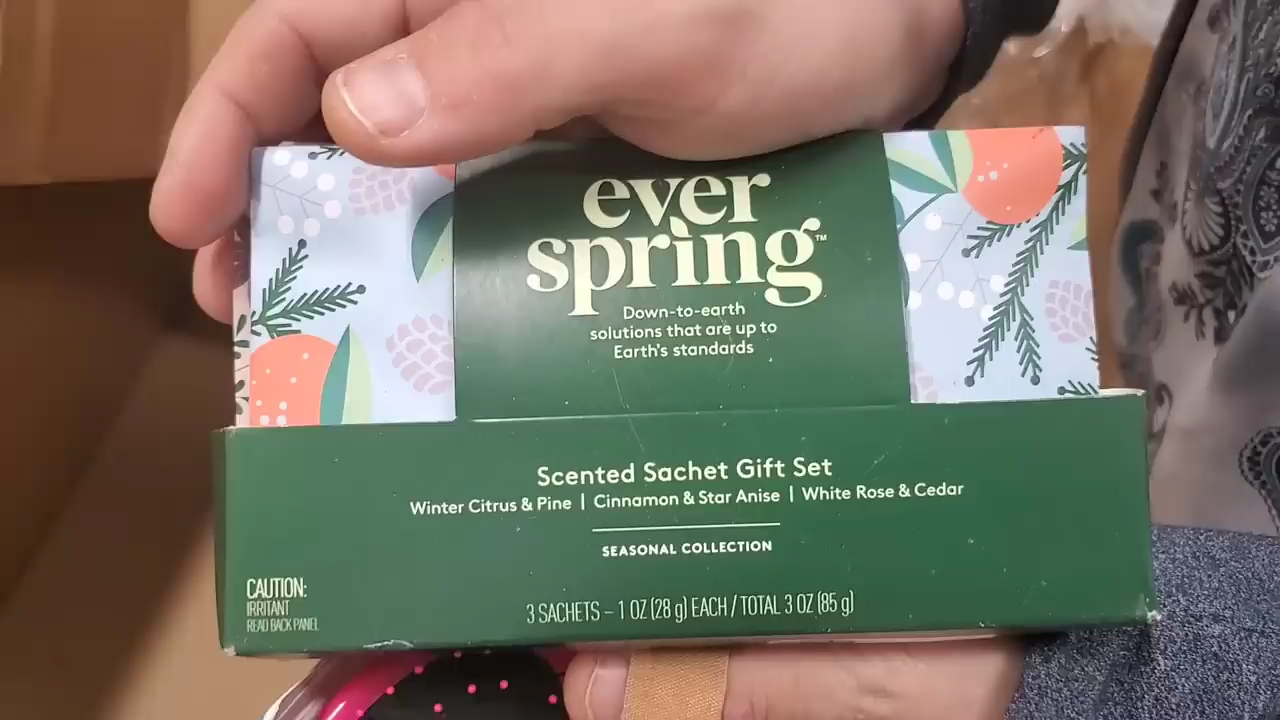 ever
spring™
Down-to-earth
solutions that are up to
Earth's standards
Scented Sachet Gift Set
Winter Citrus & Pine | Cinnamon & Star Anise | White Rose & Cedar
SEASONAL COLLECTION
CAUTION:
IRRITANT
READ BACK PANEL
3 SACHETS – 1 OZ (28 g) EACH / TOTAL 3 OZ (85 g)